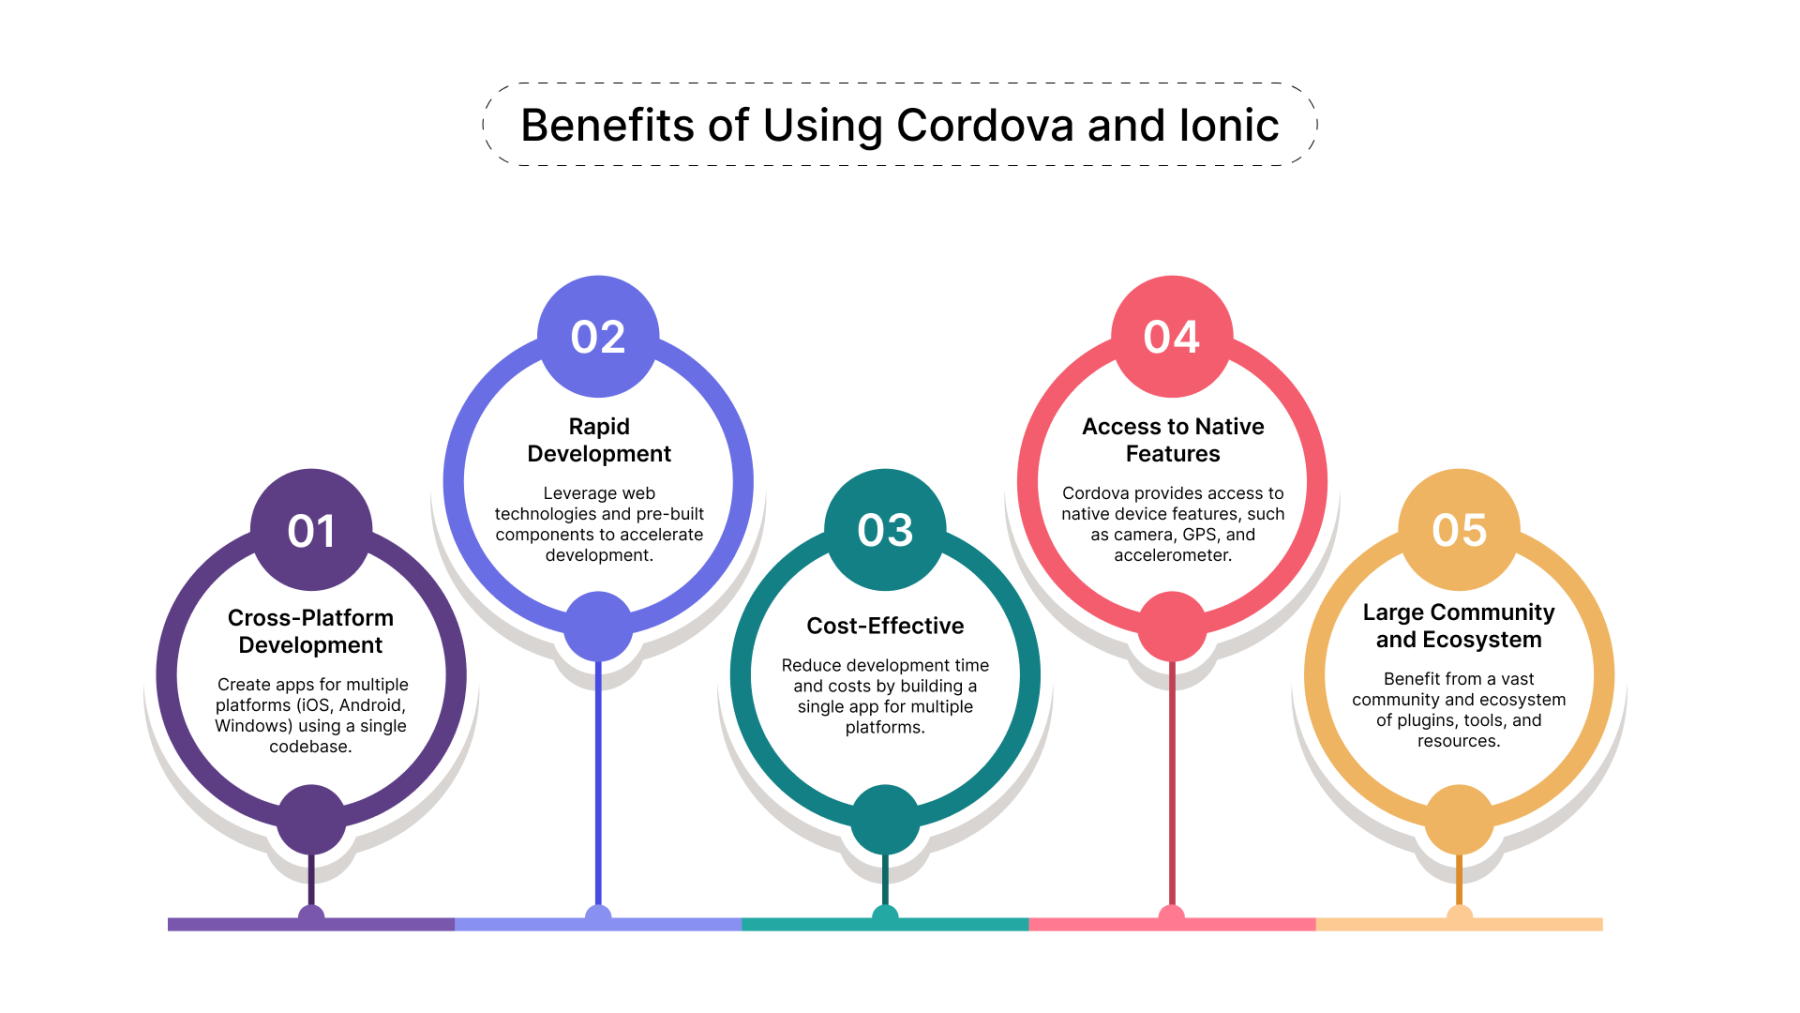 Benefits of Using Cordova and Ionic
01
Cross-Platform
Development
Create apps for multiple
platforms (iOS, Android,
Windows) using a single
codebase.
02
Rapid
Development
Leverage web
technologies and pre-built
components to accelerate
development.
03
Cost-Effective
Reduce development time
and costs by building a
single app for multiple
platforms.
04
Access to Native
Features
Cordova provides access to
native device features, such
as camera, GPS, and
accelerometer.
05
Large Community
and Ecosystem
Benefit from a vast
community and ecosystem
of plugins, tools, and
resources.